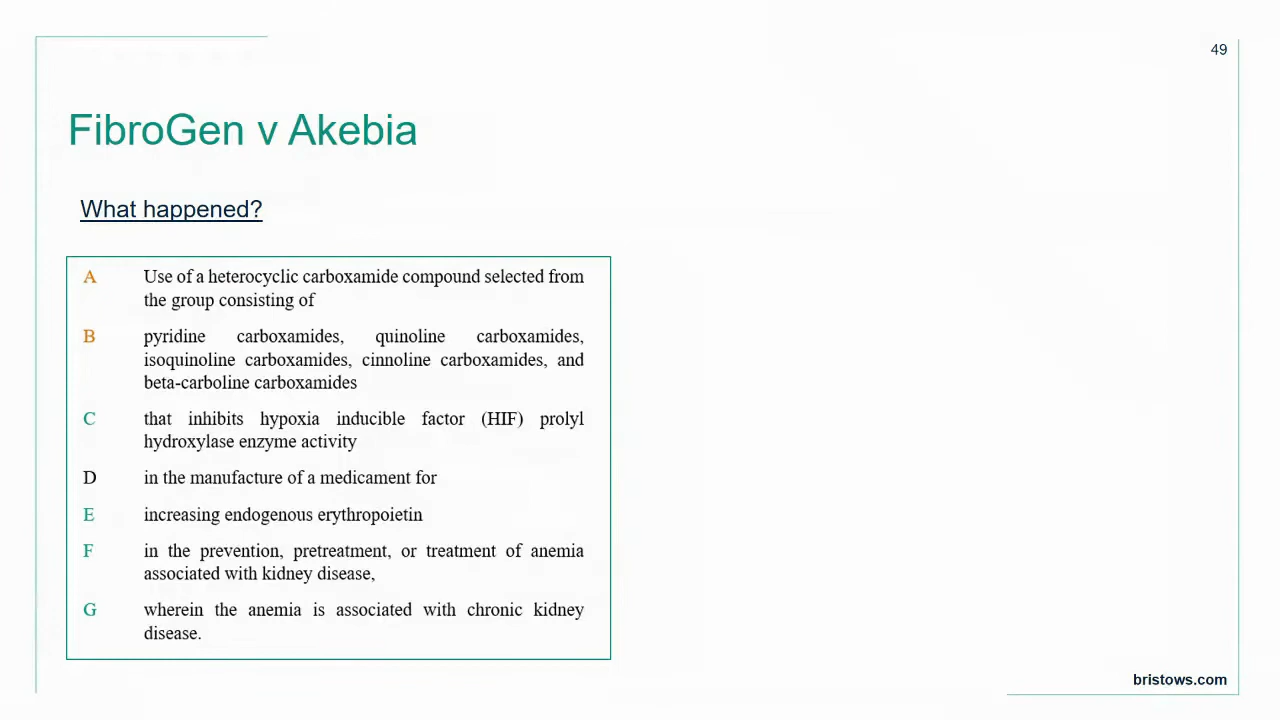 49
FibroGen v Akebia
What happened?
A Use of a heterocyclic carboxamide compound selected from
the group consisting of
B pyridine carboxamides, quinoline carboxamides,
isoquinoline carboxamides, cinnoline carboxamides, and
beta-carboline carboxamides
C that inhibits hypoxia inducible factor (HIF) prolyl
hydroxylase enzyme activity
D in the manufacture of a medicament for
E increasing endogenous erythropoietin
F in the prevention, pretreatment, or treatment of anemia
associated with kidney disease,
G wherein the anemia is associated with chronic kidney
disease.
bristows.com